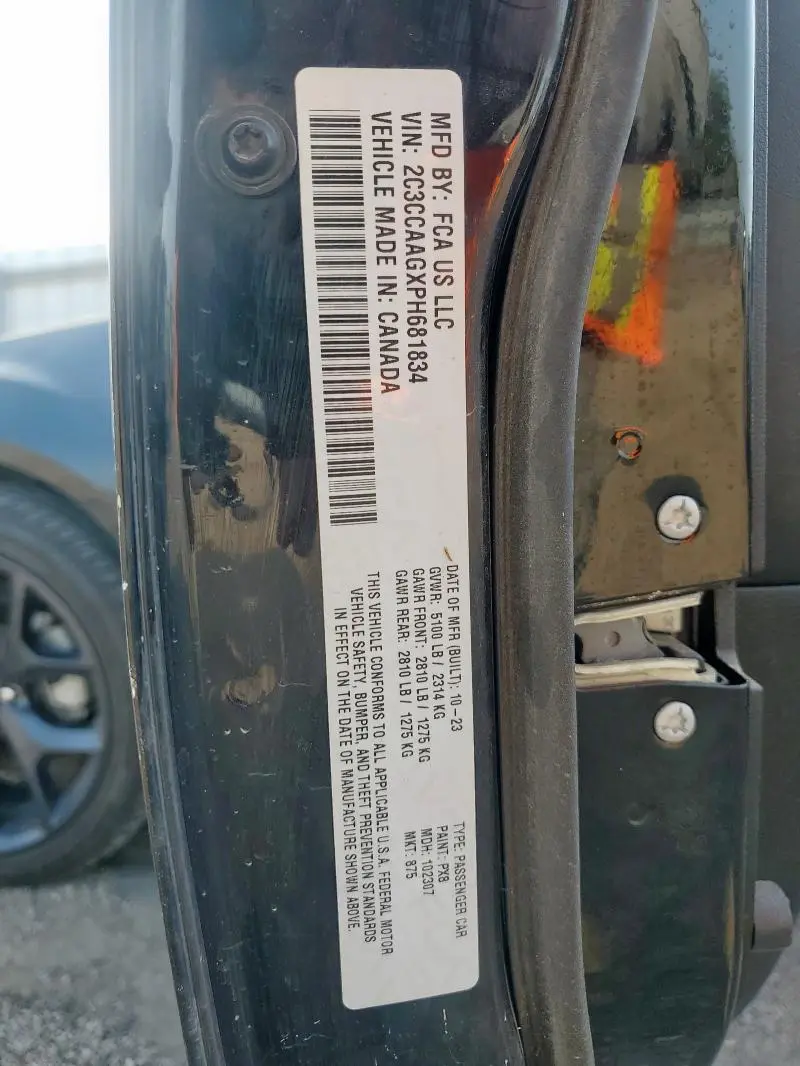 MFD BY: FCA US LLC
VIN: 2C3CCAAGXPH681834
VEHICLE MADE IN: CANADA
DATE OF MFR (BUILT): 10-23
GVWR: 5100 LB / 2314 KG
GAWR FRONT: 2810 LB / 1275 KG
GAWR REAR: 2810 LB / 1275 KG
TYPE: PASSENGER CAR
PAINT: PX8
MDH: 102307
MKT: 875
THIS VEHICLE CONFORMS TO ALL APPLICABLE U.S.A. FEDERAL MOTOR
VEHICLE SAFETY, BUMPER, AND THEFT PREVENTION STANDARDS
IN EFFECT ON THE DATE OF MANUFACTURE SHOWN ABOVE.